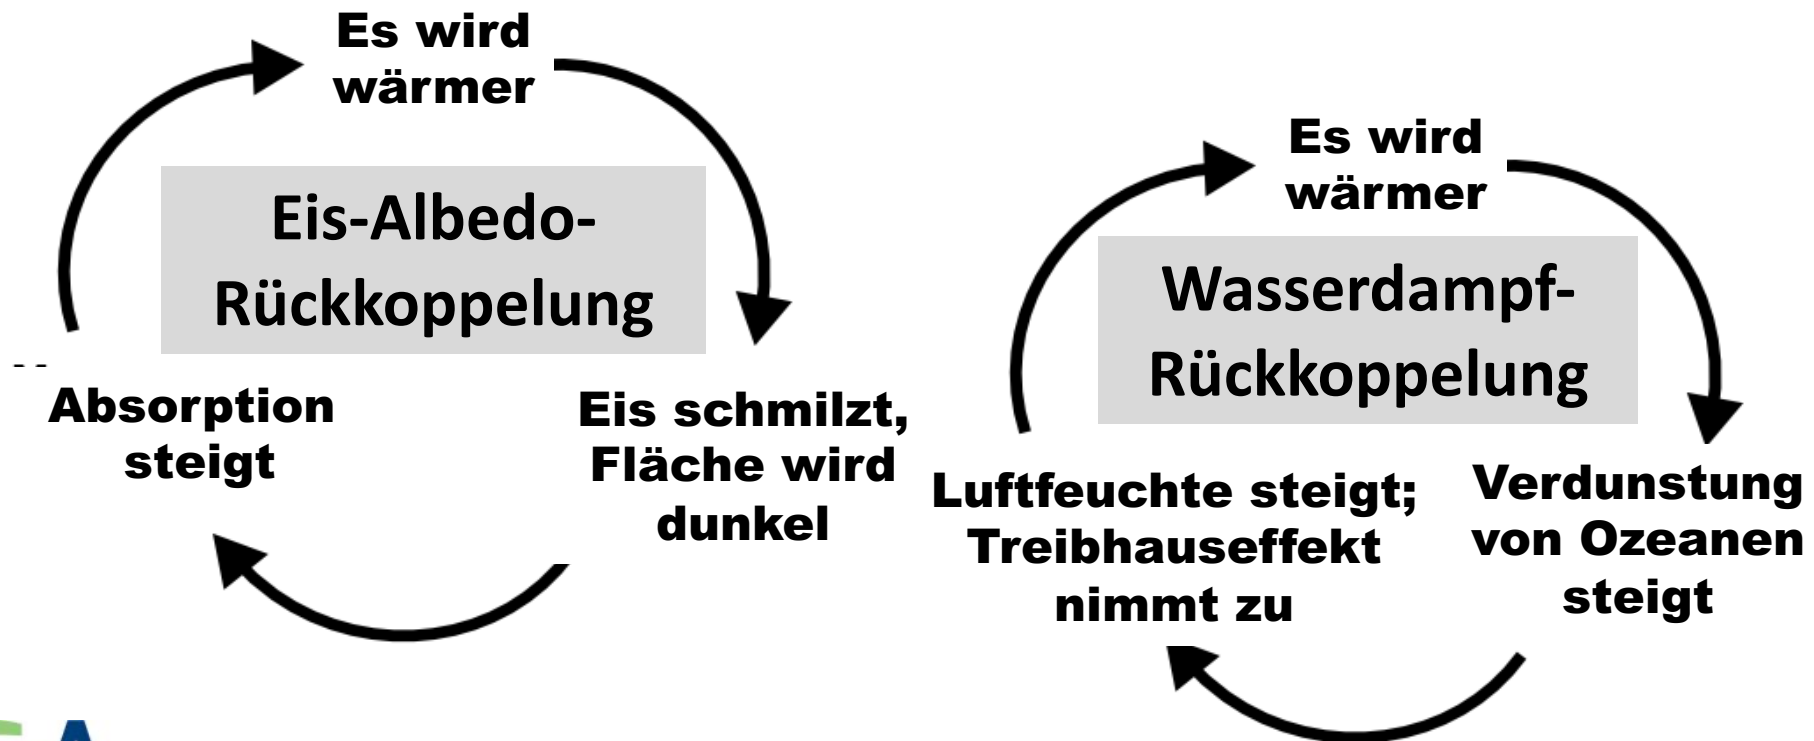 Es wird
wärmer
Eis-Albedo-
Rückkoppelung
Absorption
steigt
Eis schmilzt,
Fläche wird
dunkel
Es wird
wärmer
Wasserdampf-
Rückkoppelung
Luftfeuchte steigt;
Treibhauseffekt
nimmt zu
Verdunstung
von Ozeanen
steigt